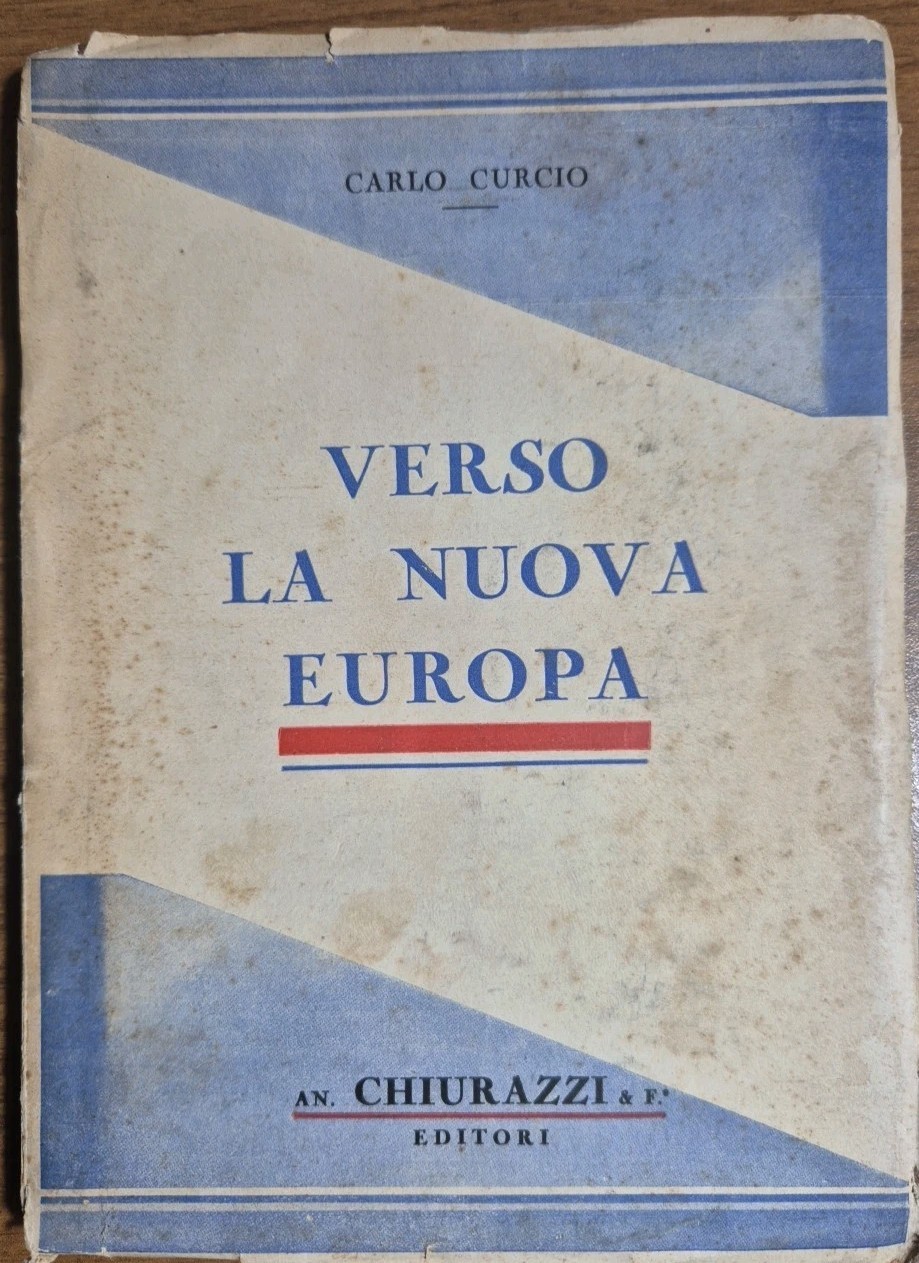 CARLO CURCIO
VERSO
LA NUOVA
EUROPA
AN. CHIURAZZI & F.º
EDITORI